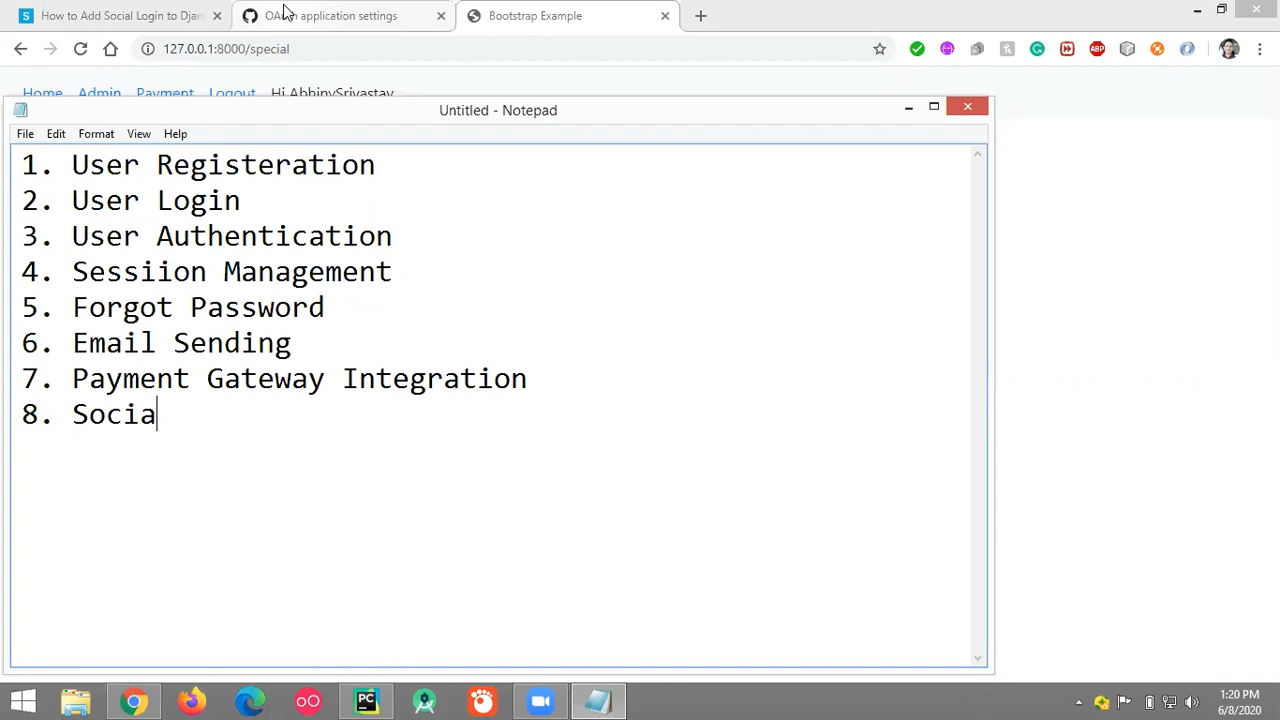 How to Add Social Login to Djan
OAuth application settings
Bootstrap Example
127.0.0.1:8000/special
ABP
Home Admin Payment Logout Hi AbhinySrivastav
Untitled - Notepad
File Edit Format View Help
1. User Registeration
2. User Login
3. User Authentication
4. Sessiion Management
5. Forgot Password
6. Email Sending
7. Payment Gateway Integration
8. Socia
PC
1:20 PM
6/8/2020